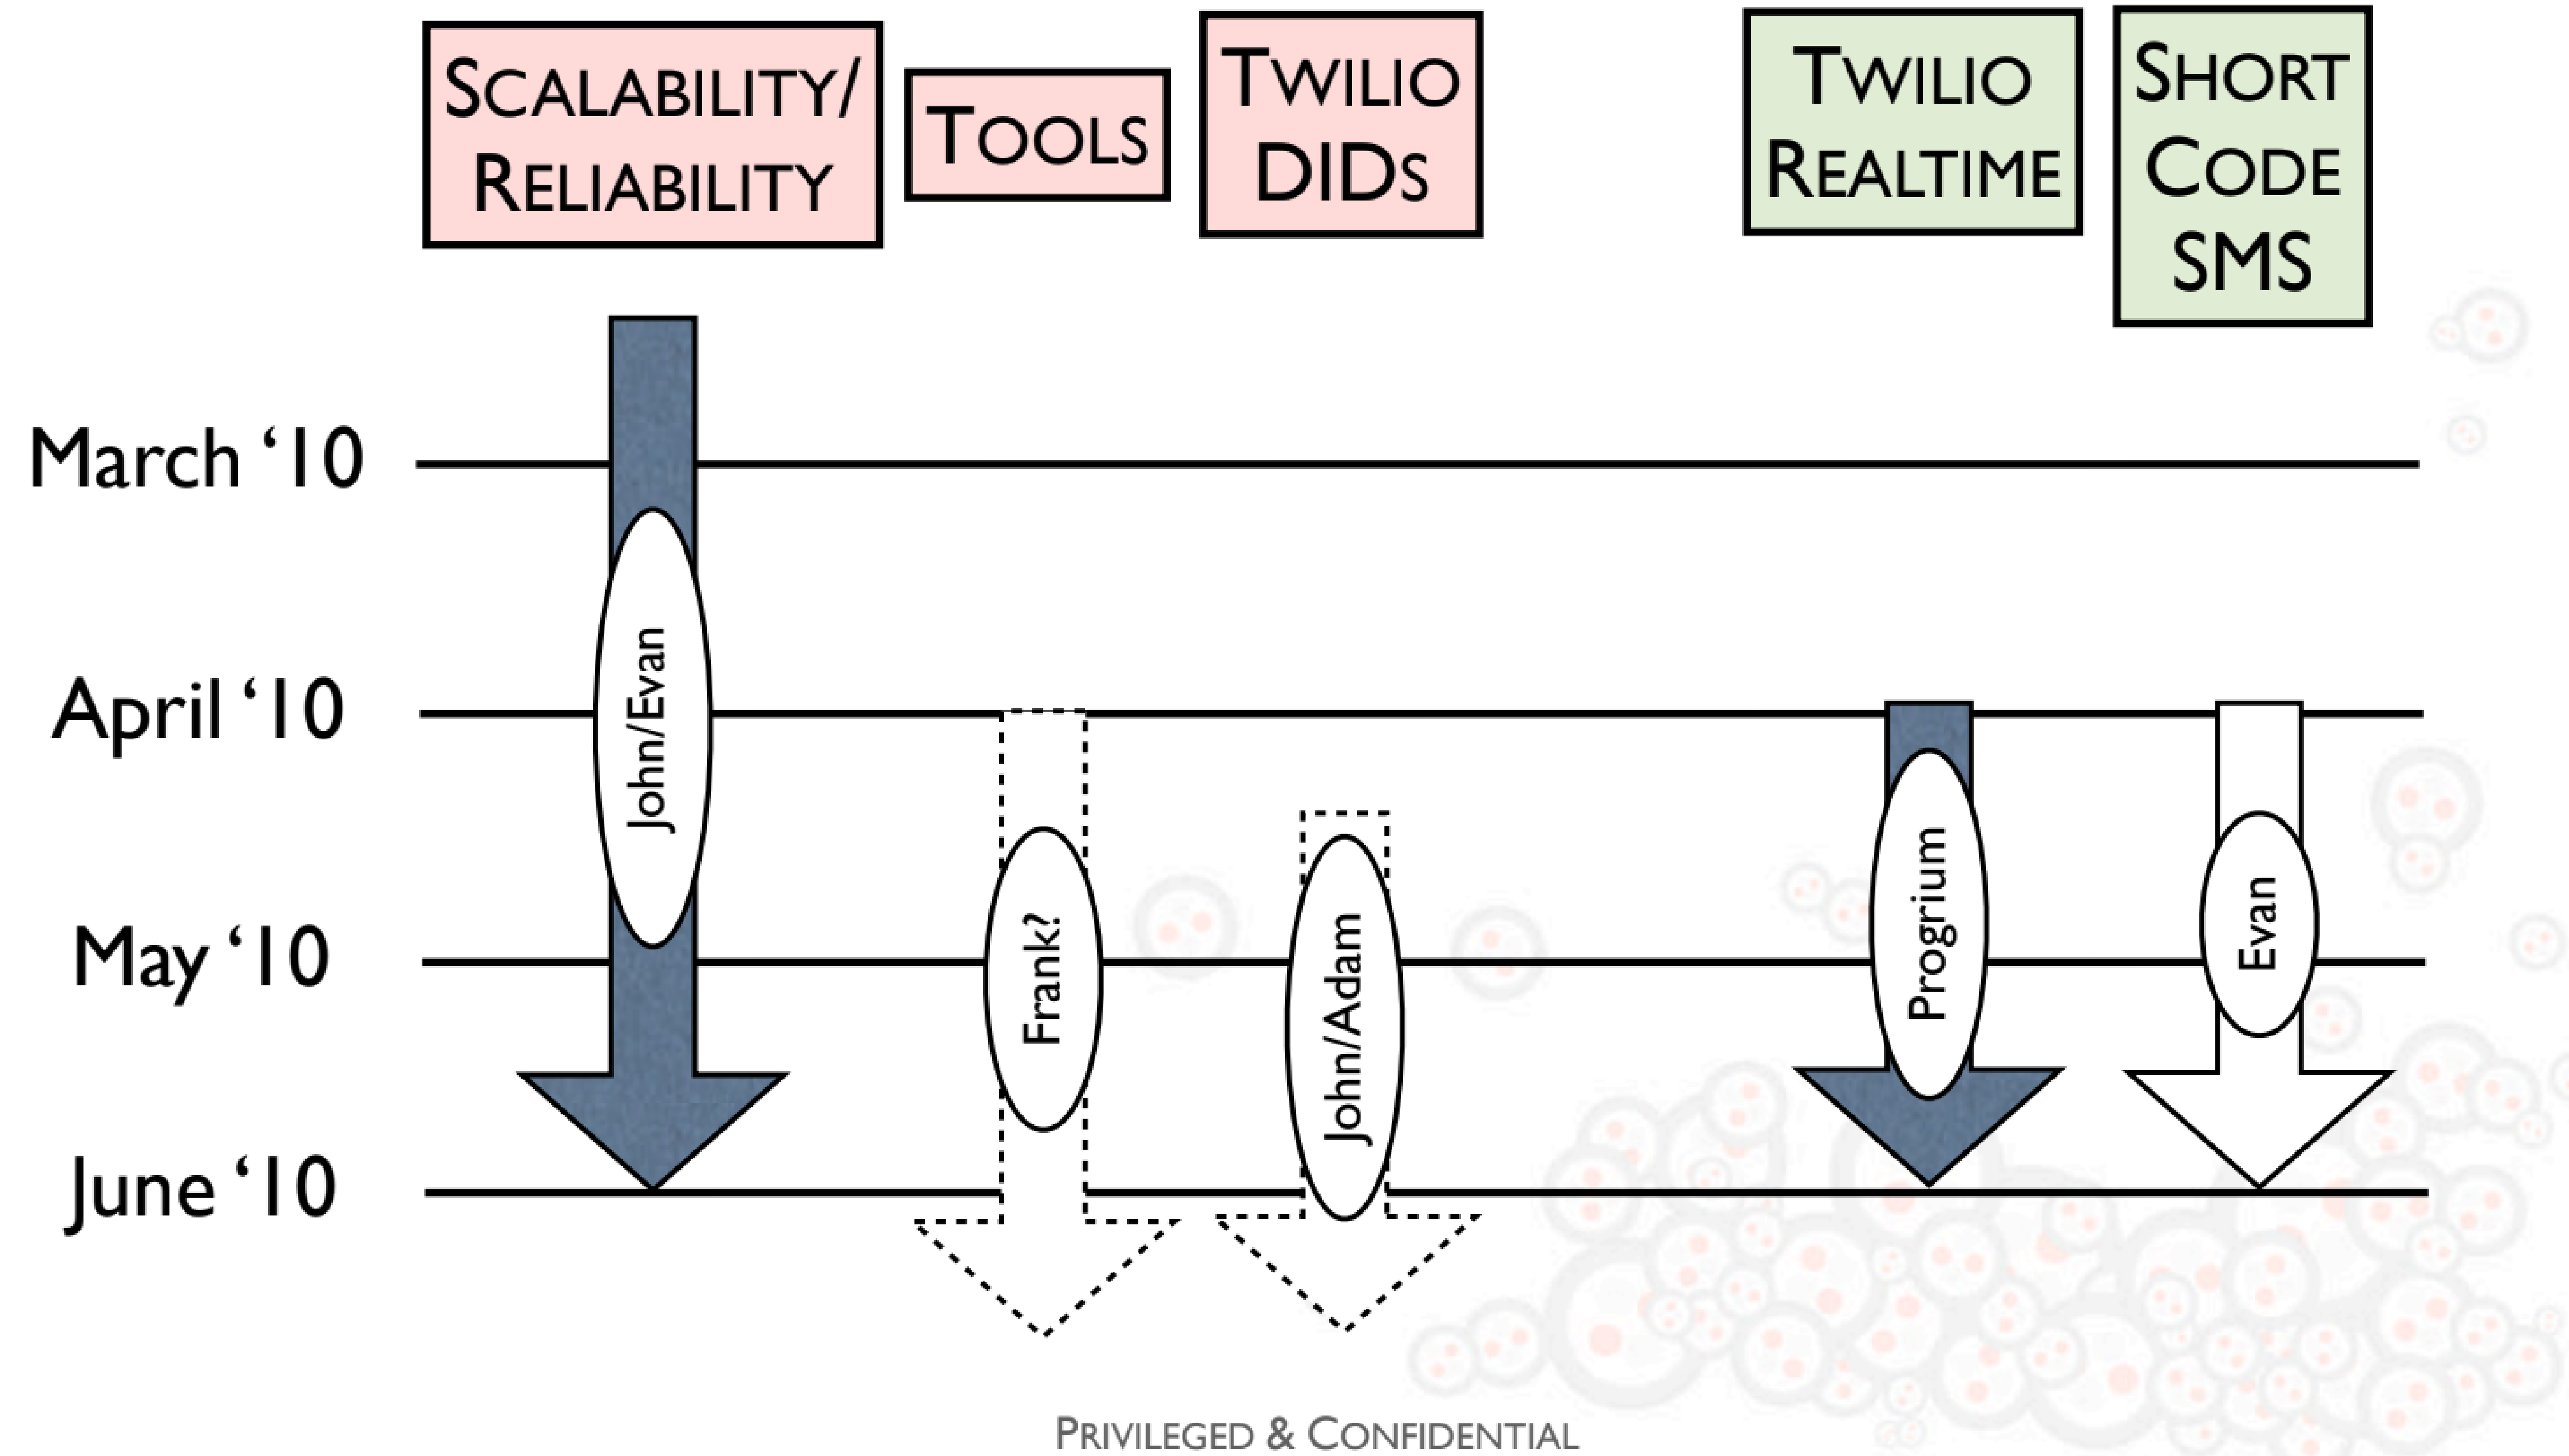 SCALABILITY/
RELIABILITY
TOOLS
TWILIO
DIDS
TWILIO
REALTIME
SHORT
CODE
SMS
March ‘10
April ‘10
May ‘10
June ‘10
John/Evan
Frank?
John/Adam
Progrium
Evan
PRIVILEGED & CONFIDENTIAL